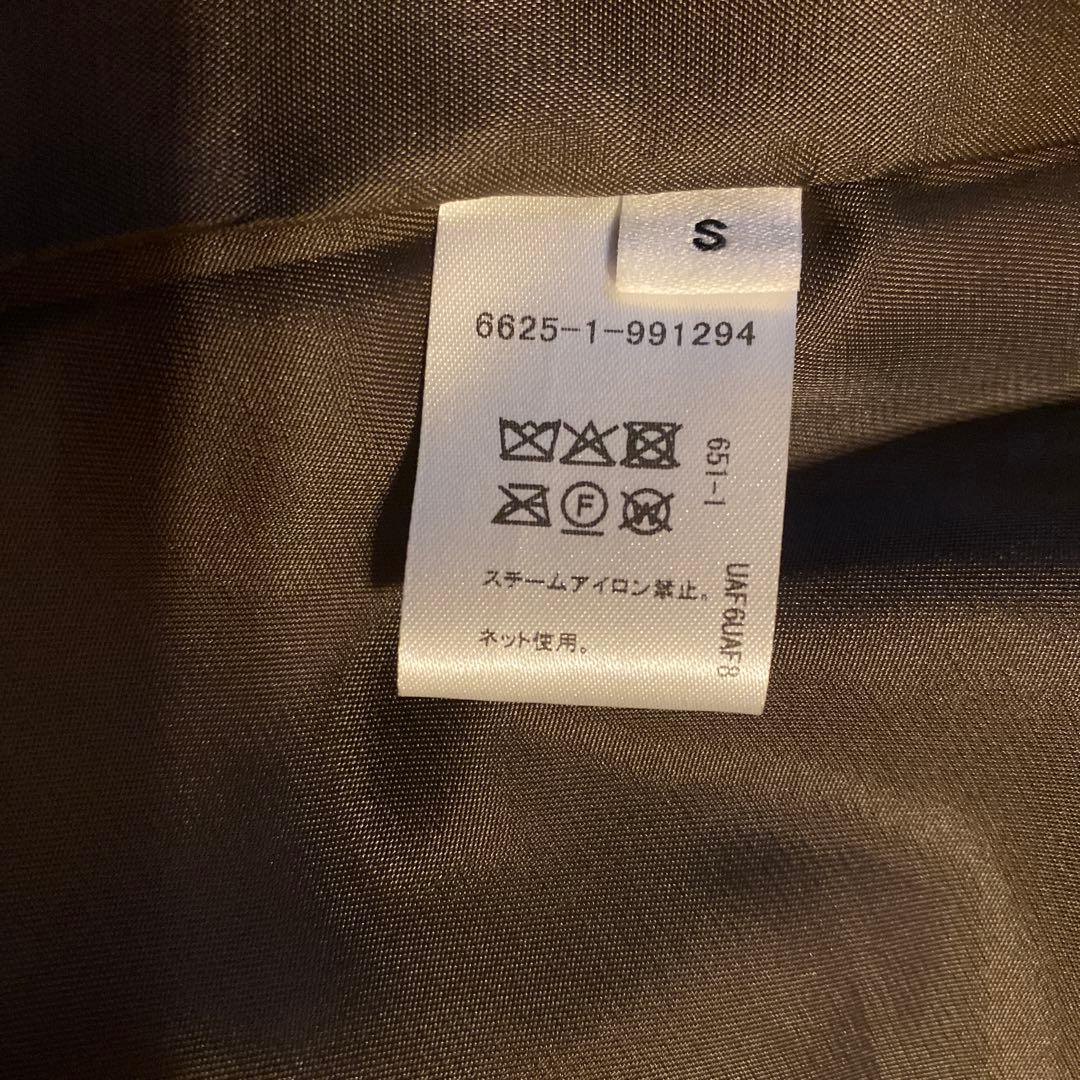 S
6625-1-991294
651-1
F
W
UAF6UAF8
スチームアイロン禁止。
ネット使用。